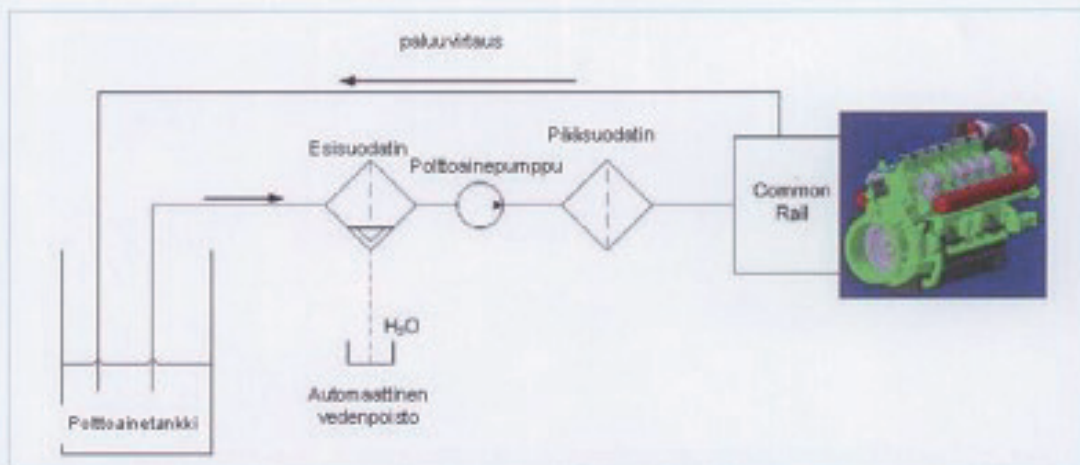 paluuvirtaus
Esisuodatin
Polttoainepumppu
Pääsuodatin
Common
Rail
H₂O
Automaattinen
vedenpoisto
Polttoainetankki